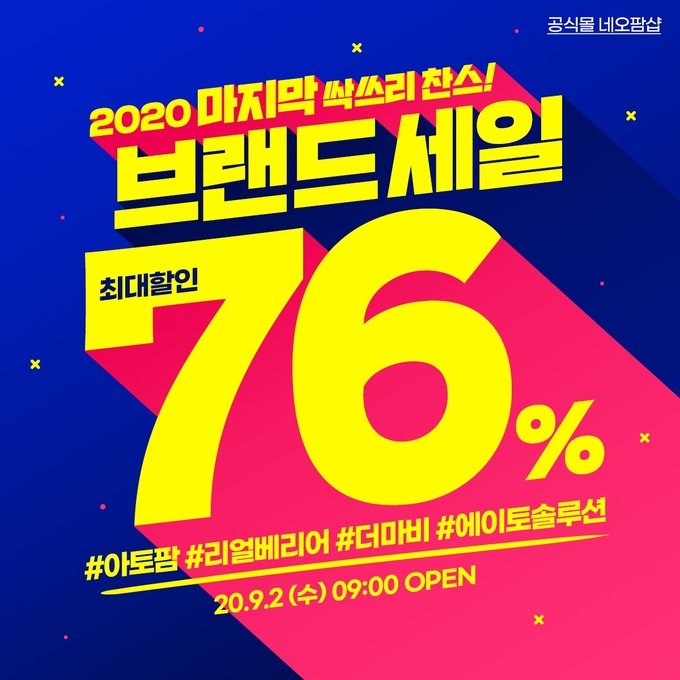 공식몰 네오팜샵
2020 마지막 싹쓰리 찬스!
브랜드 세일
최대할인
76%
#아토팜 #리얼베리어 #더마비 #에이토솔루션
20.9.2 (수) 09:00 OPEN